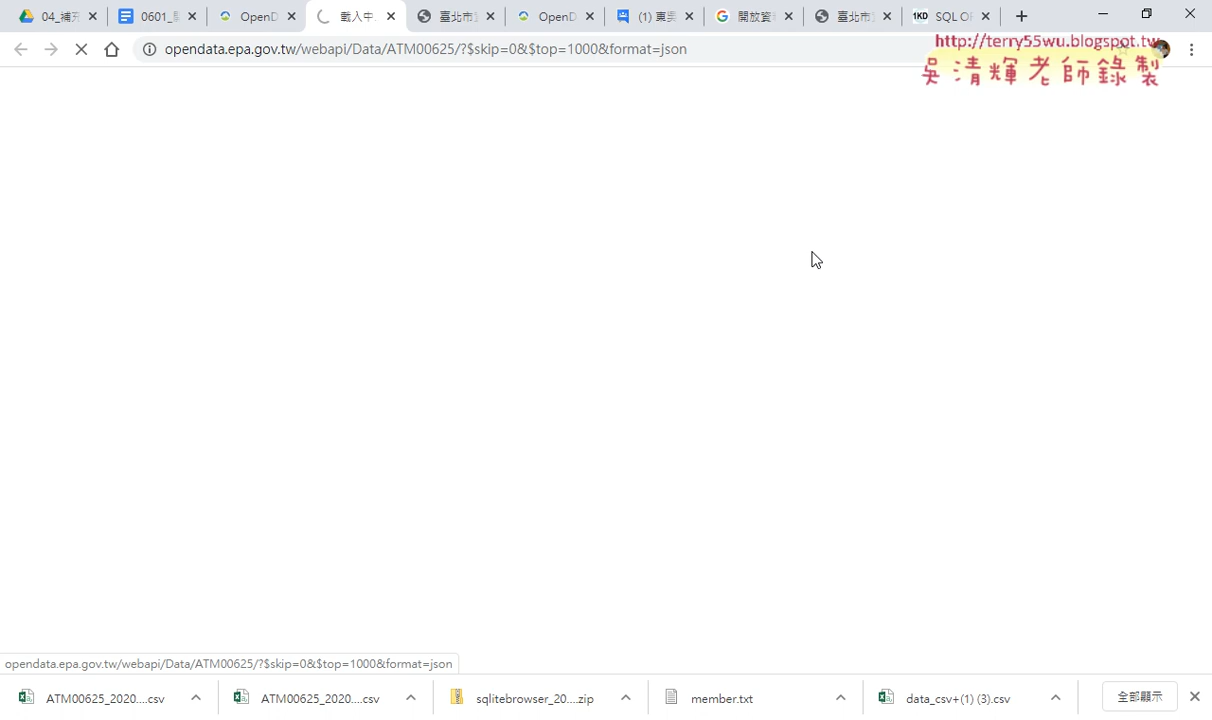 04_補充
0601_
OpenD
載入中
臺北市
OpenD
(1) 東吳
開放資
臺北市
1KD SQL OF
opendata.epa.gov.tw/webapi/Data/ATM00625/?$skip=0&$top=1000&format=json
http://terry55wu.blogspot.tw
吳清輝老師錄製
opendata.epa.gov.tw/webapi/Data/ATM00625/?$skip=0&$top=1000&format=json
ATM00625_2020....csv
ATM00625_2020....csv
sqlitebrowser_20....zip
member.txt
data_csv+(1) (3).csv
全部顯示